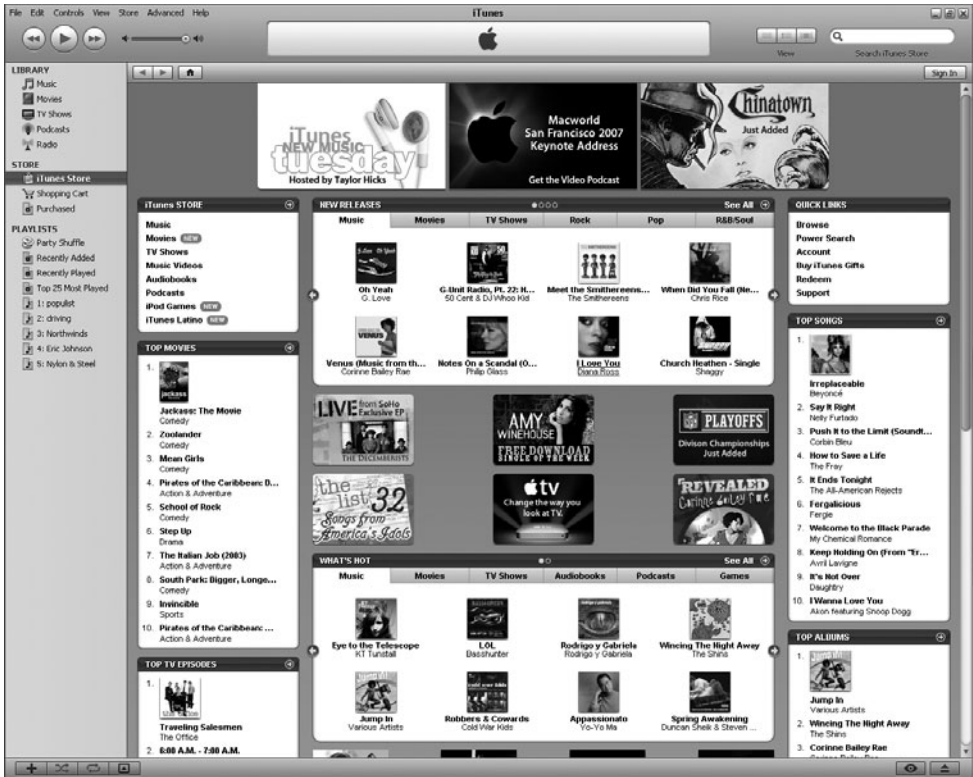 File Edit Controls View Store Advanced Help
iTunes
View
Search iTunes Store
LIBRARY
Music
Movies
TV Shows
Podcasts
Radio
STORE
iTunes Store
Shopping Cart
Purchased
PLAYLISTS
Party Shuffle
Recently Added
Recently Played
Top 25 Most Played
1: populist
2: driving
3: Northwinds
4: Eric Johnson
5: Nylon & Steel
Sign In
iTunes
NEW MUSIC
tuesday
Hosted by Taylor Hicks
Macworld
San Francisco 2007
Keynote Address
Get the Video Podcast
Chinatown
Just Added
iTunes STORE
Music
Movies NEW
TV Shows
Music Videos
Audiobooks
Podcasts
iPod Games NEW
iTunes Latino NEW
TOP MOVIES
1.
jackass
Jackass: The Movie
Comedy
2. Zoolander
Comedy
3. Mean Girls
Comedy
4. Pirates of the Caribbean: D...
Action & Adventure
5. School of Rock
Comedy
6. Step Up
Drama
7. The Italian Job (2003)
Action & Adventure
8. South Park: Bigger, Longe...
Comedy
9. Invincible
Sports
10. Pirates of the Caribbean: ...
Action & Adventure
TOP TV EPISODES
1.
Traveling Salesmen
The Office
2. 6:00 A.M. - 7:00 A.M.
NEW RELEASES
See All
Music Movies TV Shows Rock Pop R&B/Soul
Oh Yeah
G. Love
G-Unit Radio, Pt. 22: H...
50 Cent & DJ Whoo Kid
Meet the Smithereens...
The Smithereens
When Did You Fall (Ne...
Chris Rice
VENUS
Venus (Music from th...
Corinne Bailey Rae
Notes On a Scandal (O...
Philip Glass
I Love You
Diana Ross
Church Heathen - Single
Shaggy
LIVE from SoHo
Exclusive EP
THE DECEMBERISTS
AMY
WINEHOUSE
FREE DOWNLOAD
SINGLE OF THE WEEK
NFL PLAYOFFS
Divison Championships
Just Added
the list 32
Songs from
America's Idols
tv
Change the way you
look at TV.
REVEALED
Corinne Bailey Rae
WHAT'S HOT
See All
Music Movies TV Shows Audiobooks Podcasts Games
Eye to the Telescope
KT Tunstall
LOL
Basshunter
Rodrigo y Gabriela
Rodrigo y Gabriela
Wincing The Night Away
The Shins
Jump In
Various Artists
Robbers & Cowards
Cold War Kids
Appassionato
Yo-Yo Ma
Spring Awakening
Duncan Sheik & Steven ...
QUICK LINKS
Browse
Power Search
Account
Buy iTunes Gifts
Redeem
Support
TOP SONGS
1.
Irreplaceable
Beyoncé
2. Say It Right
Nelly Furtado
3. Push It to the Limit (Soundt...
Corbin Bleu
4. How to Save a Life
The Fray
5. It Ends Tonight
The All-American Rejects
6. Fergalicious
Fergie
7. Welcome to the Black Parade
My Chemical Romance
8. Keep Holding On (From "Er...
Avril Lavigne
9. It's Not Over
Daughtry
10. I Wanna Love You
Akon featuring Snoop Dogg
TOP ALBUMS
1.
Jump In
Various Artists
2. Wincing The Night Away
The Shins
3. Corinne Bailey Rae